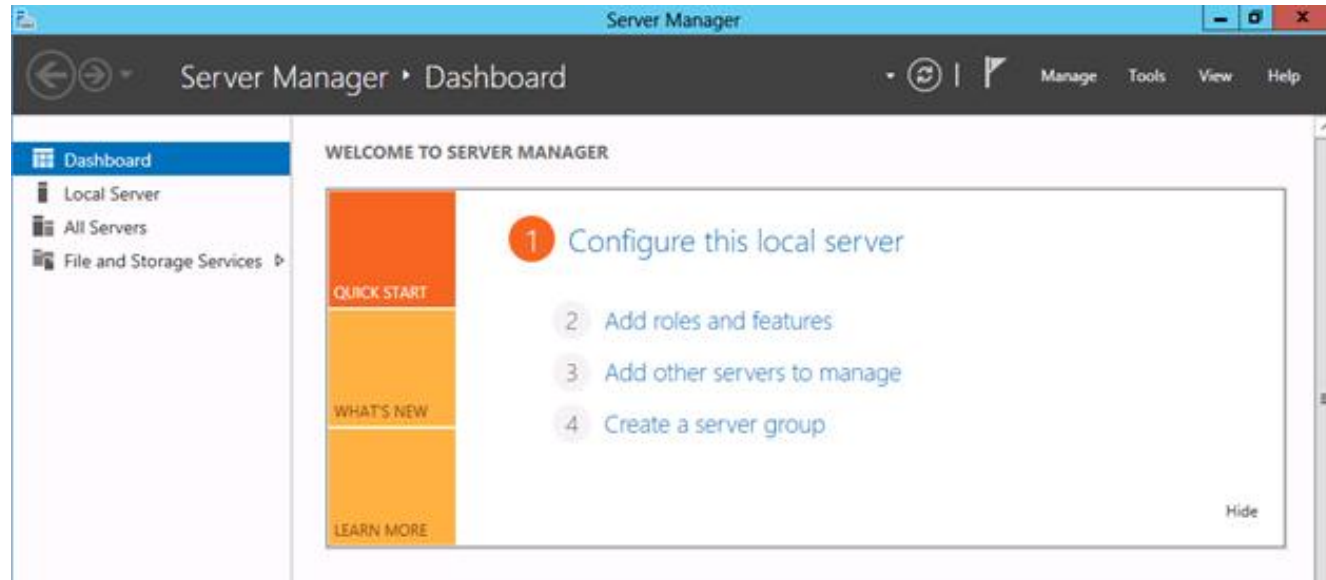 Server Manager
Server Manager ‣ Dashboard
Manage Tools View Help
Dashboard
Local Server
All Servers
File and Storage Services
WELCOME TO SERVER MANAGER
QUICK START
WHAT'S NEW
LEARN MORE
1 Configure this local server
2 Add roles and features
3 Add other servers to manage
4 Create a server group
Hide